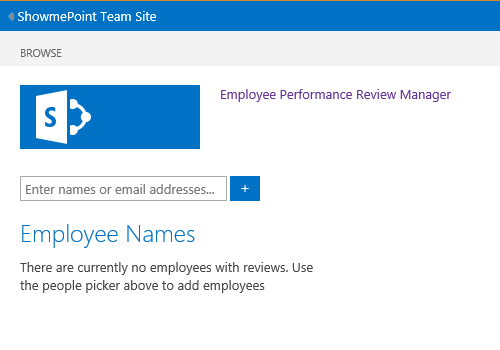 ShowmePoint Team Site
BROWSE
S
Employee Performance Review Manager
Enter names or email addresses... +
Employee Names
There are currently no employees with reviews. Use
the people picker above to add employees